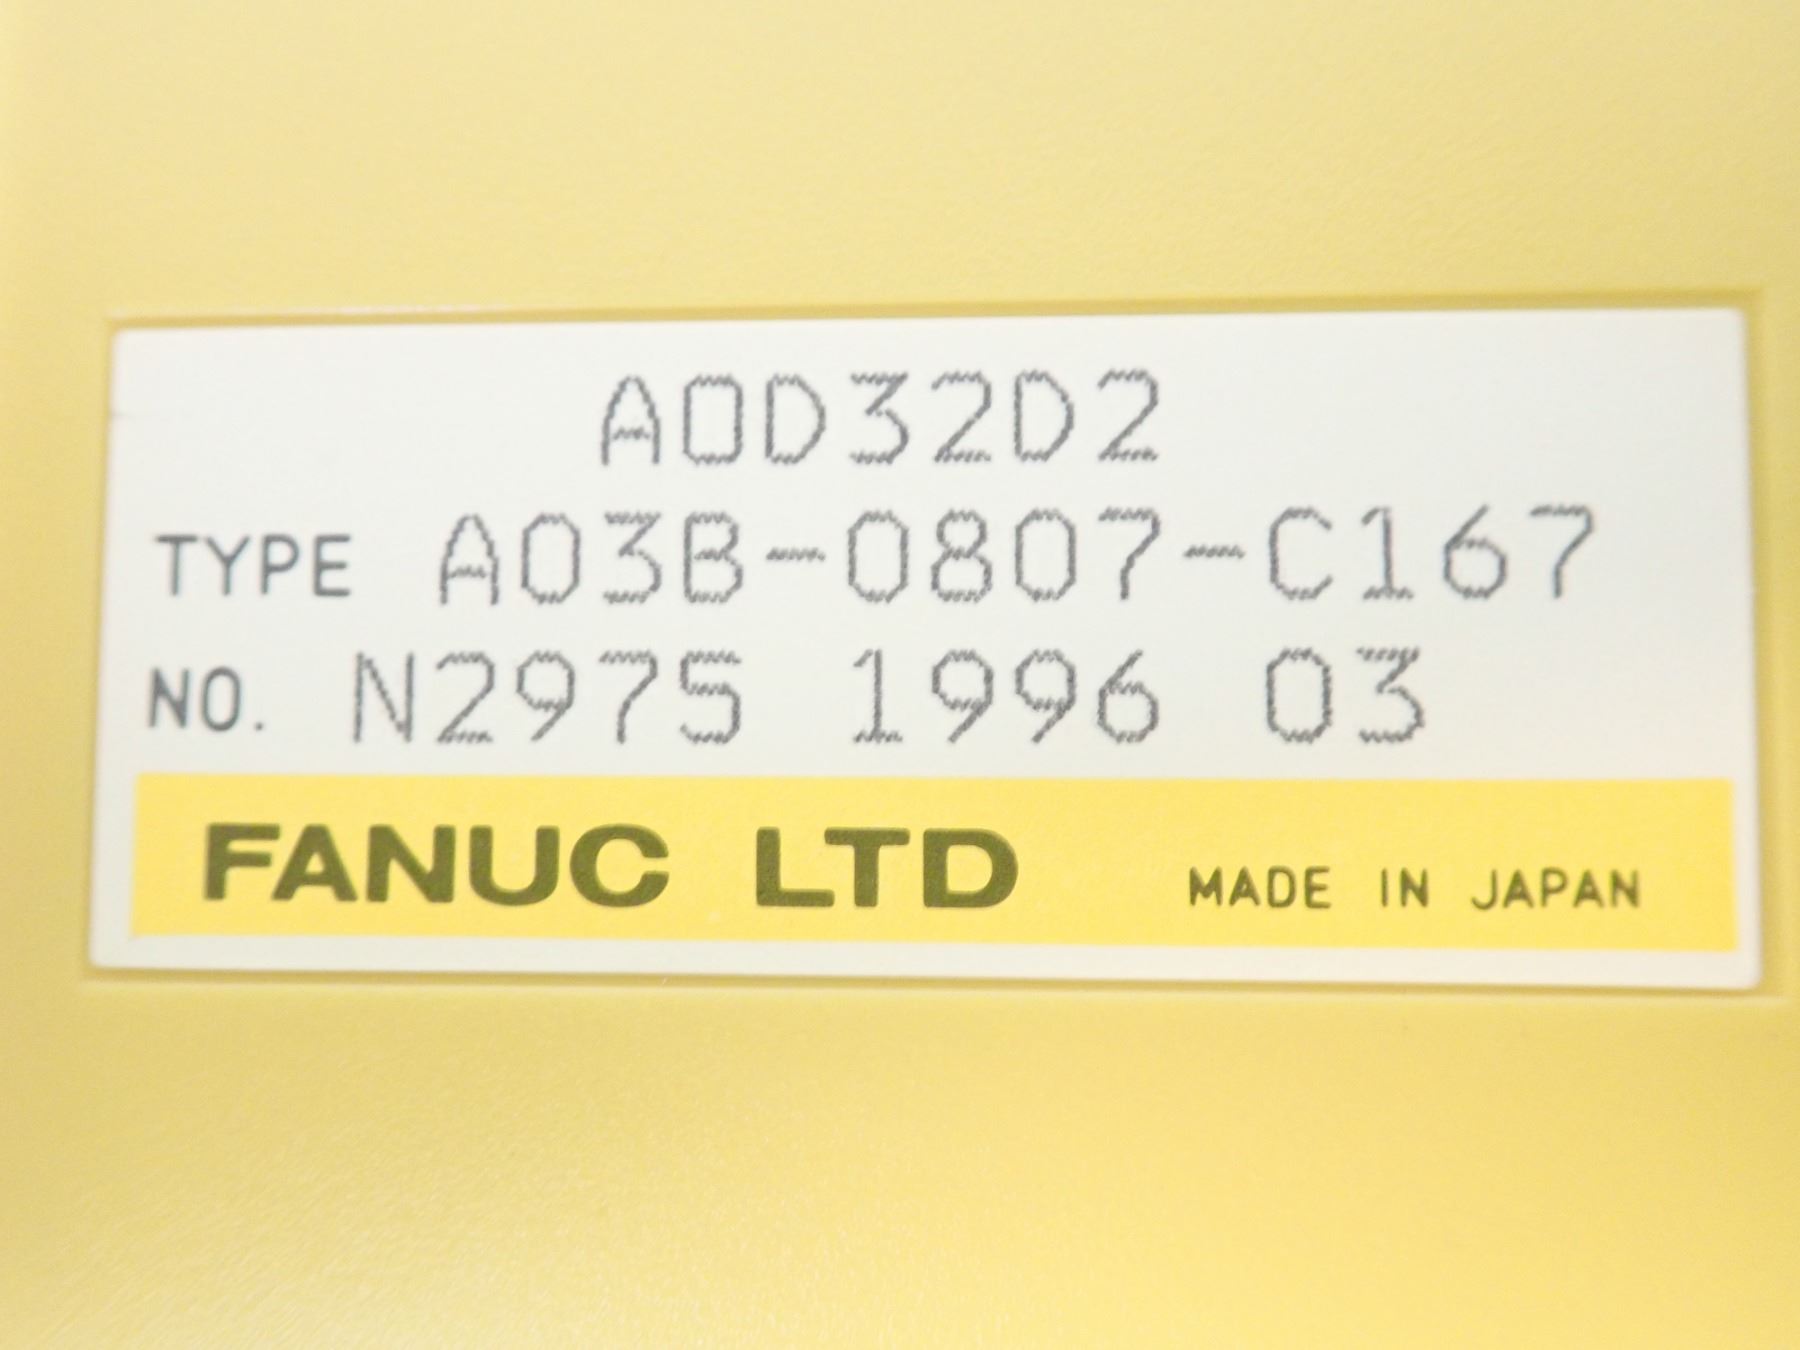 AOD32D2
TYPE A03B-0807-C167
NO. N2975 1996 03
FANUC LTD MADE IN JAPAN